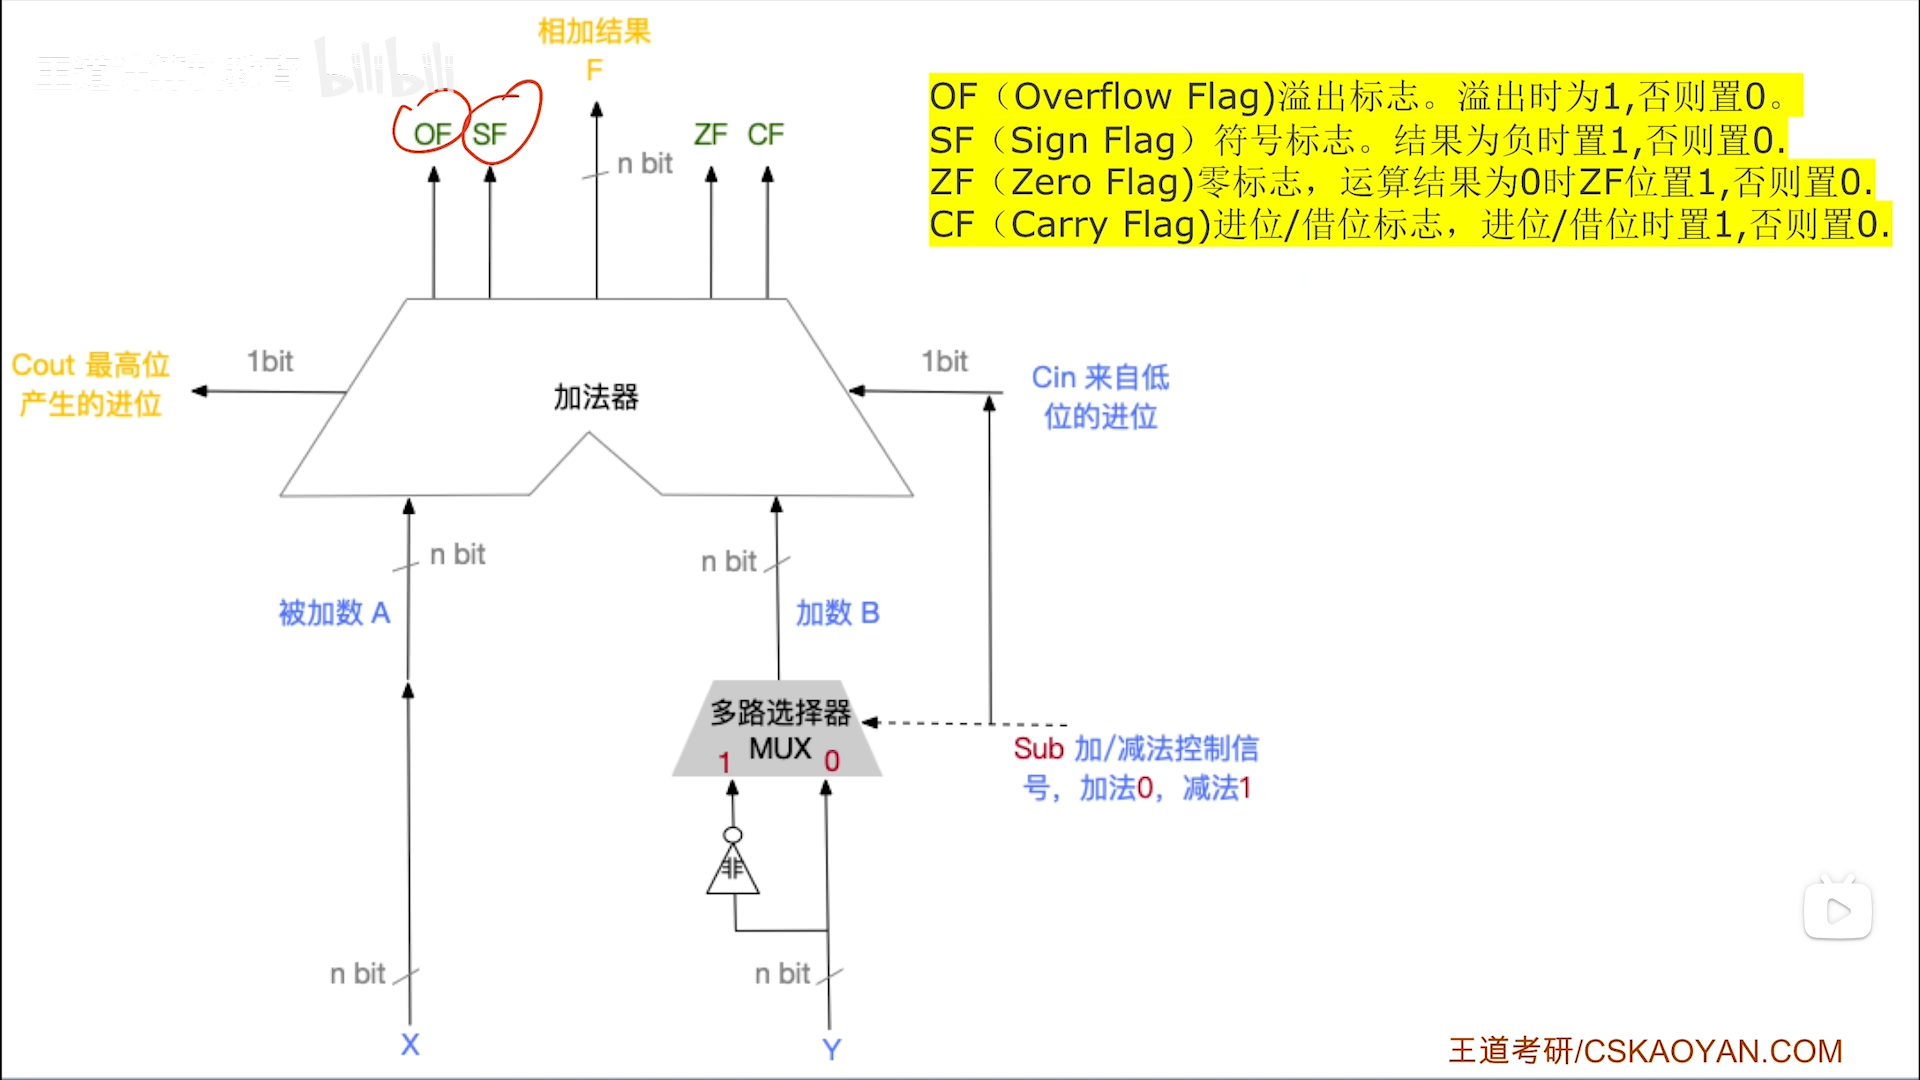 相加结果
F
bilibili
OF SF
ZF CF
n bit
OF（Overflow Flag)溢出标志。溢出时为1,否则置0。
SF（Sign Flag）符号标志。结果为负时置1,否则置0.
ZF（Zero Flag)零标志，运算结果为0时ZF位置1,否则置0.
CF（Carry Flag)进位/借位标志，进位/借位时置1,否则置0.
Cout 最高位
产生的进位
1bit
加法器
1bit
Cin 来自低
位的进位
n bit
n bit
被加数 A
加数 B
多路选择器
MUX
1
0
Sub 加/减法控制信
号，加法0，减法1
非
n bit
n bit
X
Y
王道考研/CSKAOYAN.COM